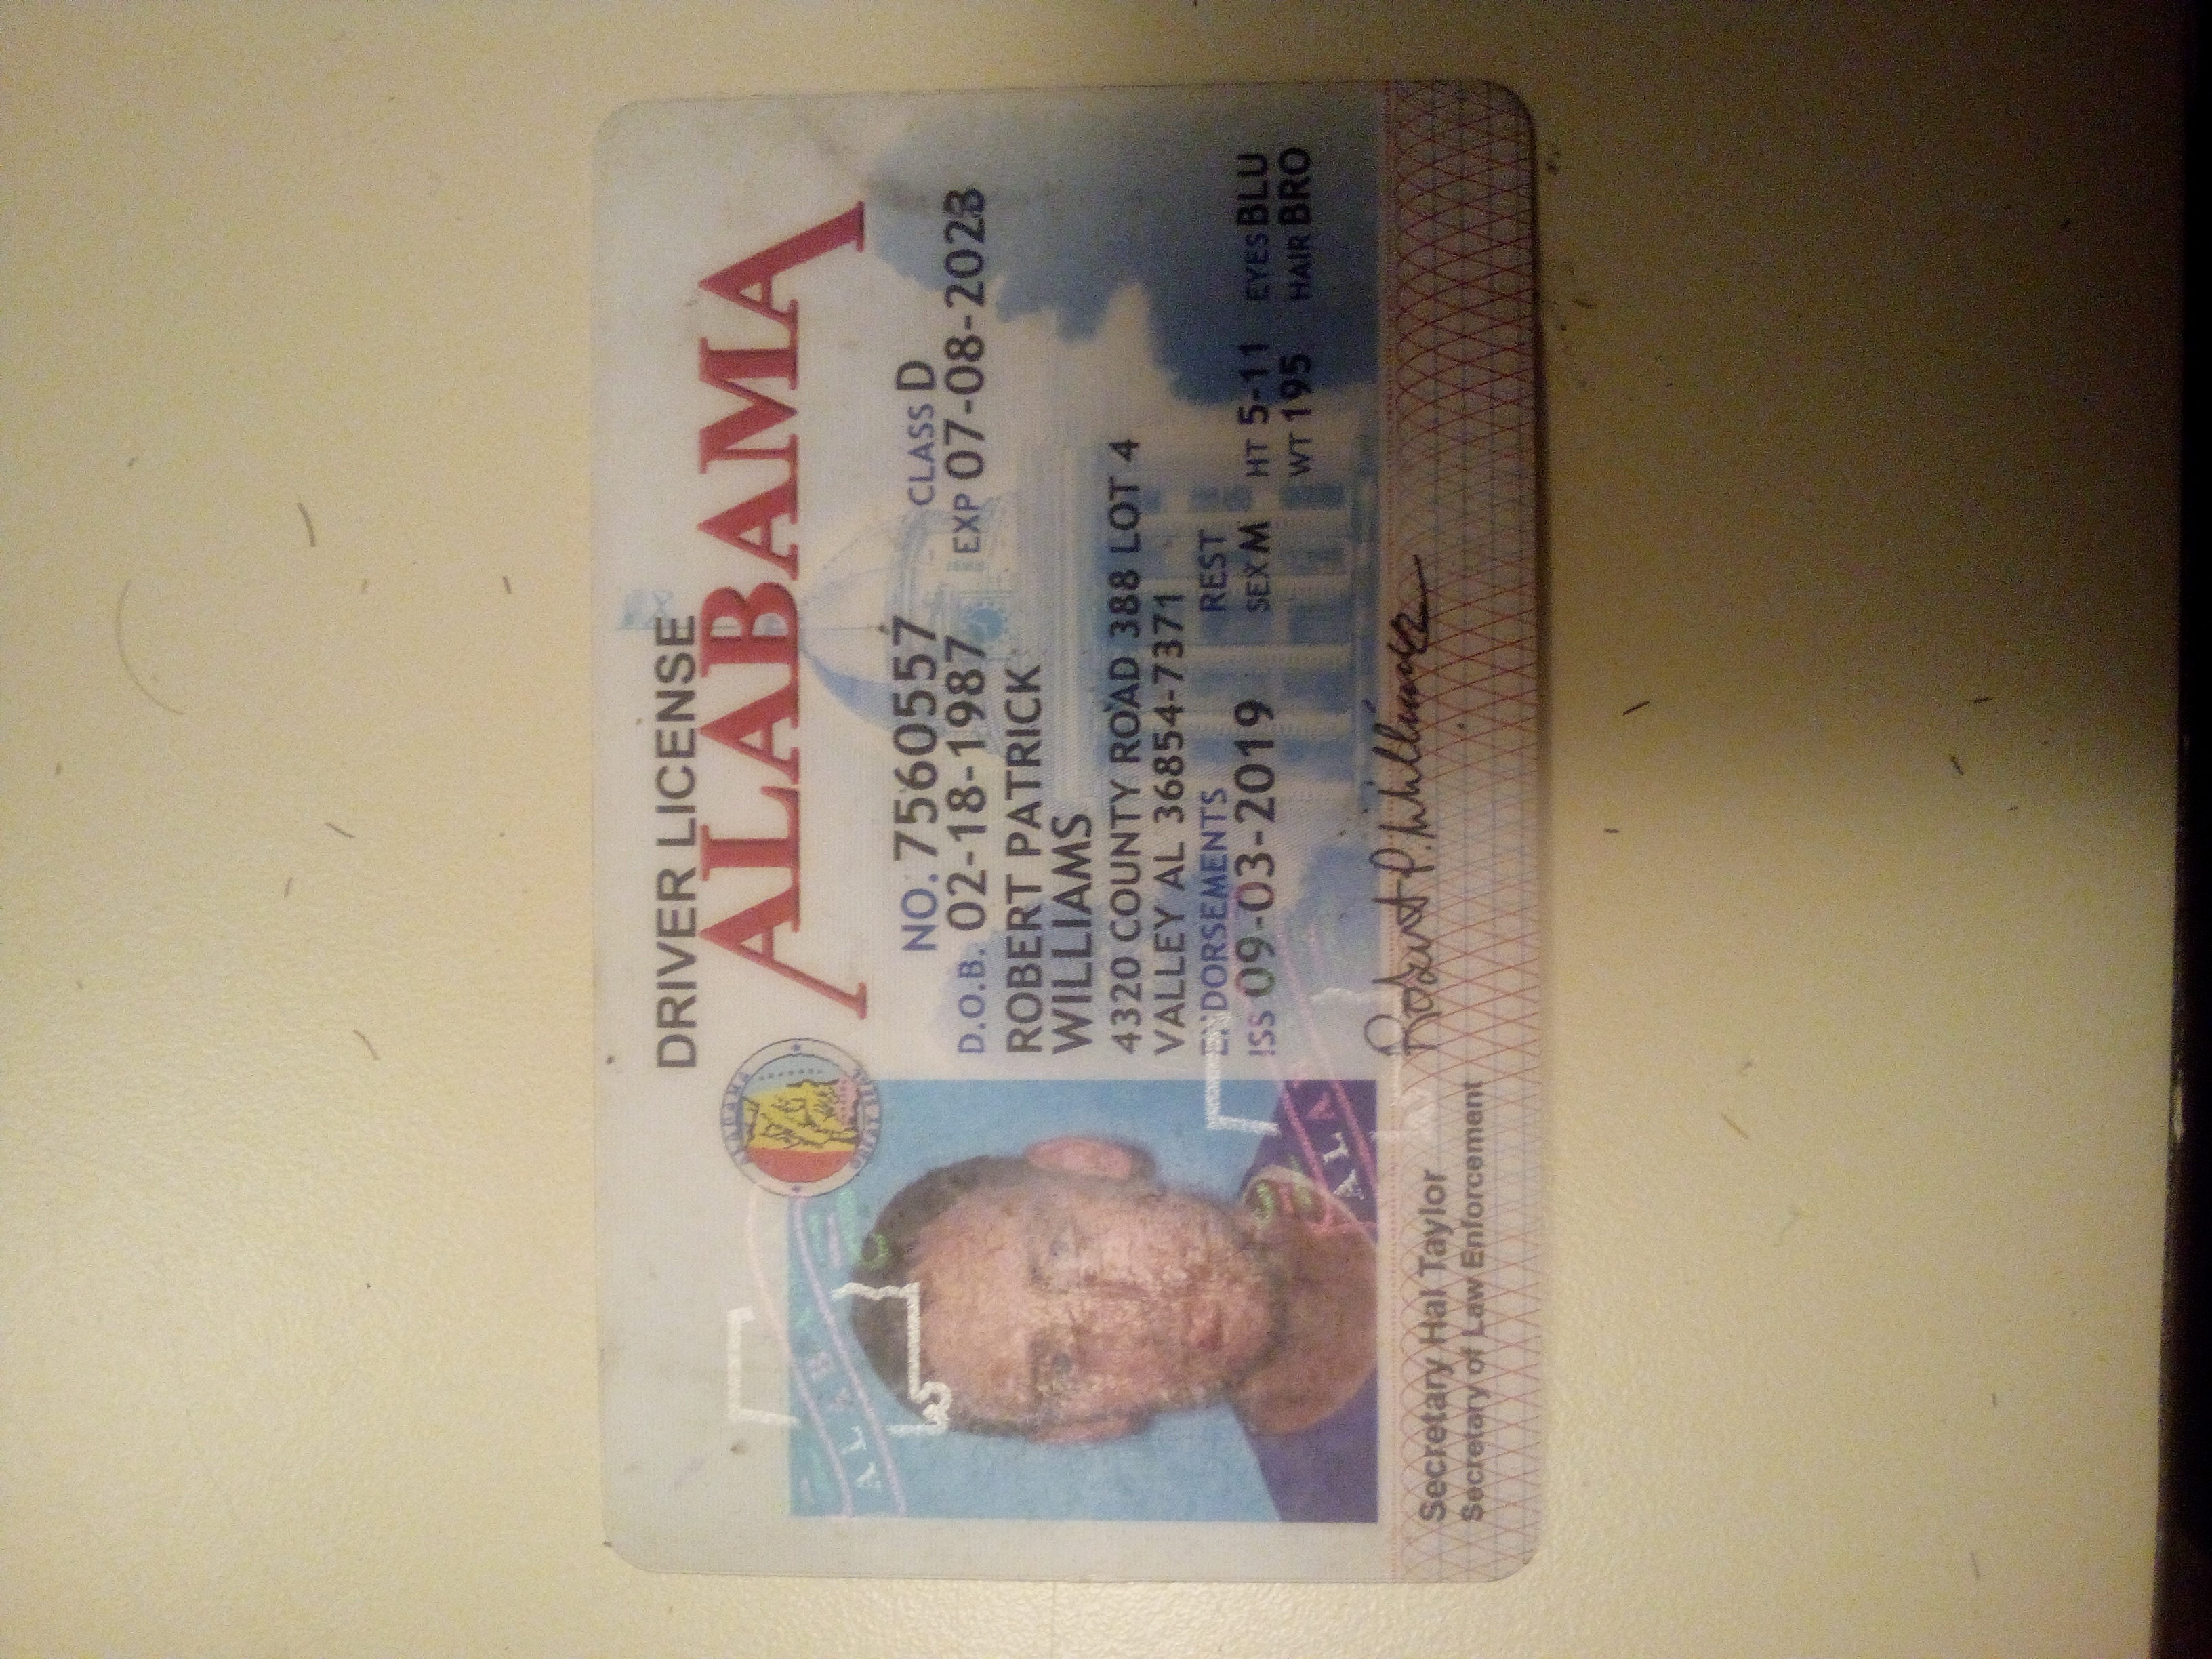 DRIVER LICENSE
ALABAMA
NO. 7560557 CLASS D
D.O.B. 02-18-1987 EXP 07-08-2023
ROBERT PATRICK
WILLIAMS
4320 COUNTY ROAD 388 LOT 4
VALLEY AL 36854-7371
ENDORSEMENTS REST
ISS 09-03-2019 SEX M HT 5-11 EYES BLU
WT 195 HAIR BRO
Robert P. Williams
Secretary Hal Taylor
Secretary of Law Enforcement